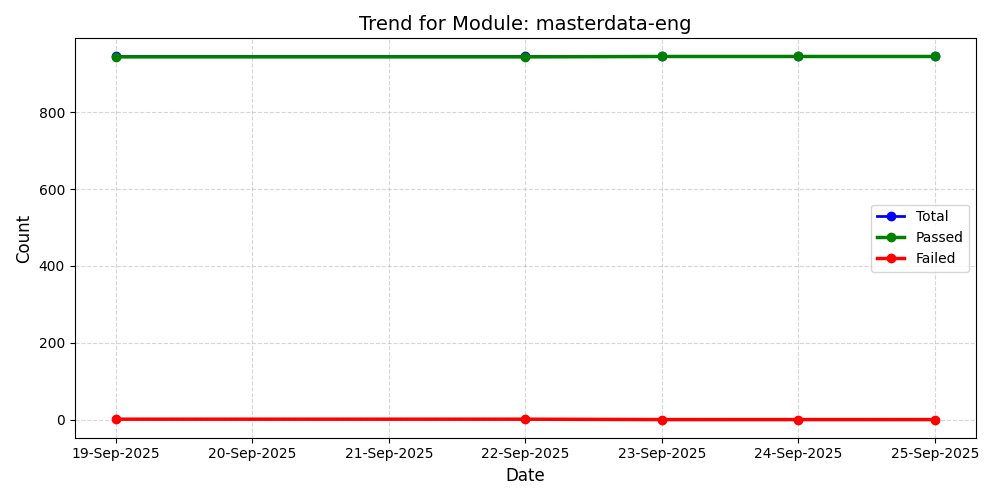 Trend for Module: masterdata-eng
Count
800
600
400
200
0
Total
Passed
Failed
19-Sep-2025
20-Sep-2025
21-Sep-2025
22-Sep-2025
23-Sep-2025
24-Sep-2025
25-Sep-2025
Date